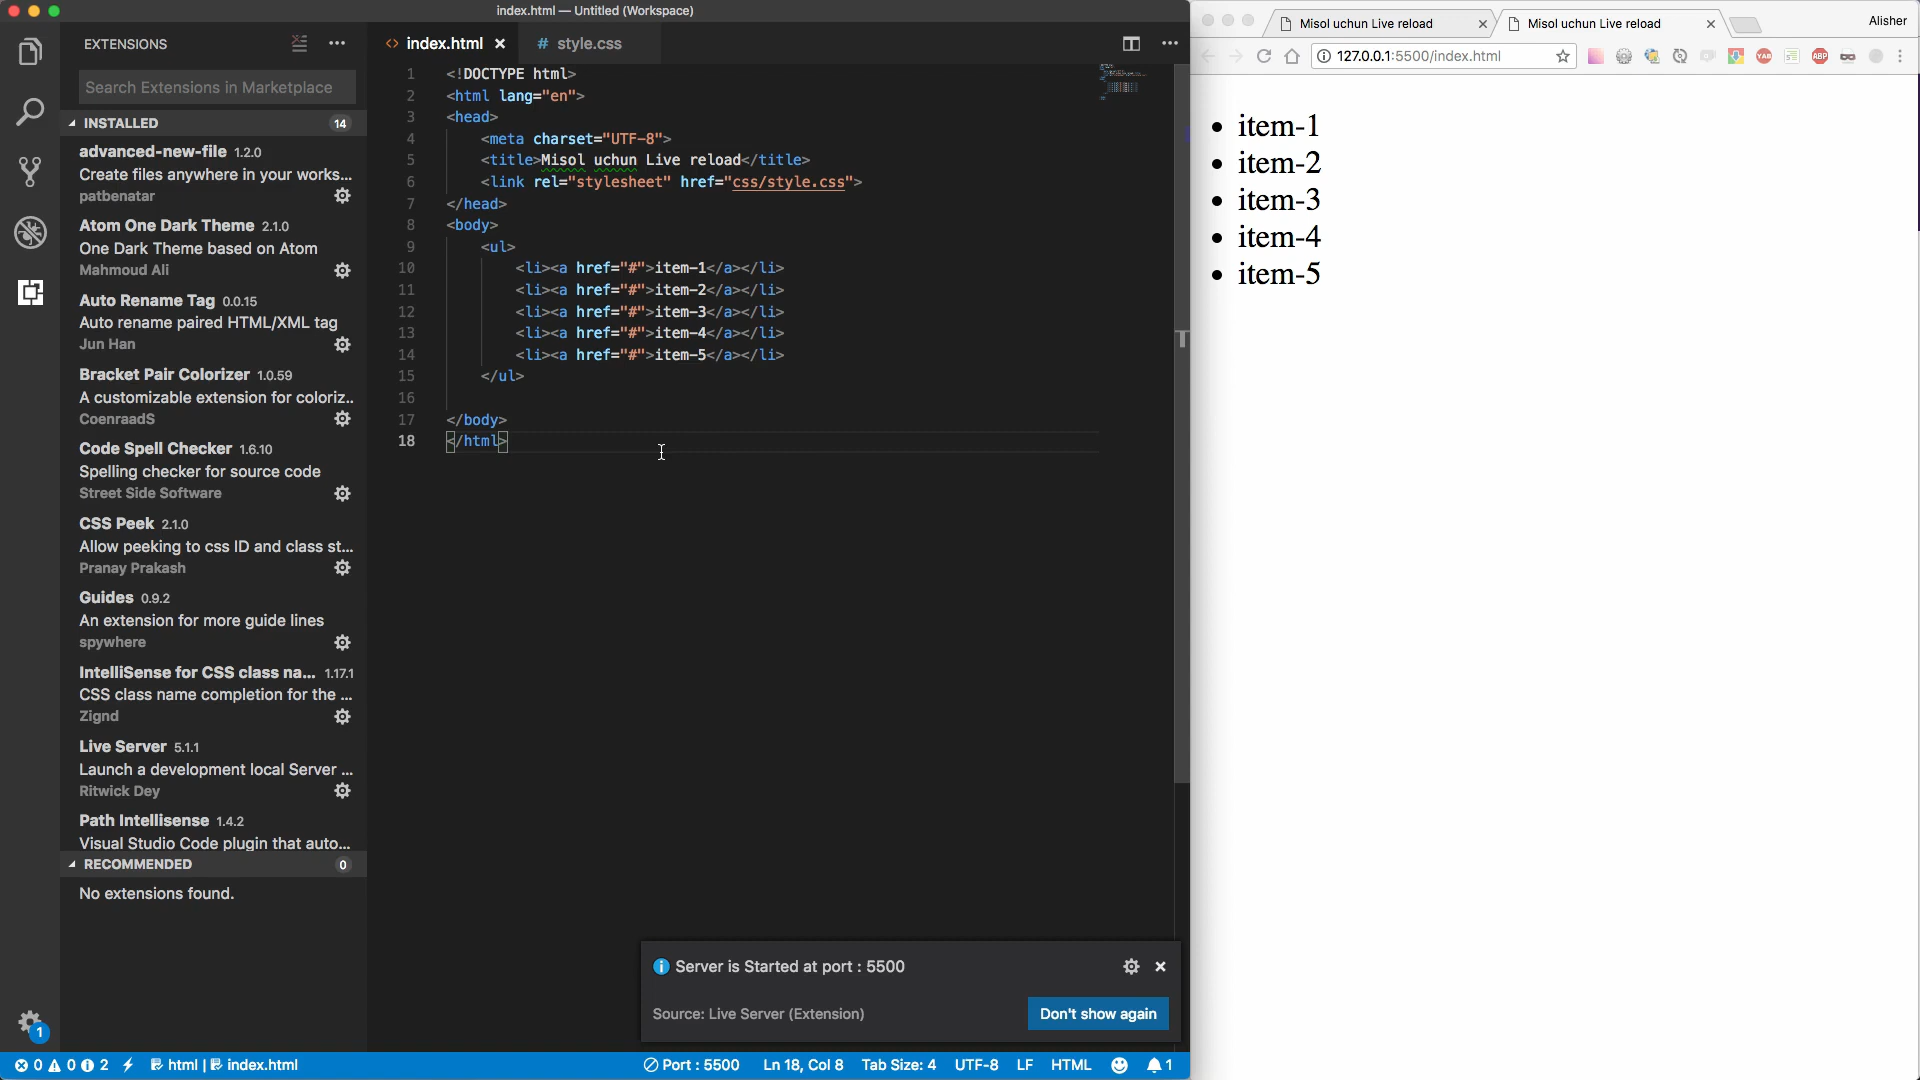 index.html — Untitled (Workspace)
EXTENSIONS
Search Extensions in Marketplace
INSTALLED 14
advanced-new-file 1.2.0
Create files anywhere in your works...
patbenatar
Atom One Dark Theme 2.1.0
One Dark Theme based on Atom
Mahmoud Ali
Auto Rename Tag 0.0.15
Auto rename paired HTML/XML tag
Jun Han
Bracket Pair Colorizer 1.0.59
A customizable extension for coloriz...
CoenraadS
Code Spell Checker 1.6.10
Spelling checker for source code
Street Side Software
CSS Peek 2.1.0
Allow peeking to css ID and class st...
Pranay Prakash
Guides 0.9.2
An extension for more guide lines
spywhere
IntelliSense for CSS class na... 1.17.1
CSS class name completion for the ...
Zignd
Live Server 5.1.1
Launch a development local Server ...
Ritwick Dey
Path Intellisense 1.4.2
Visual Studio Code plugin that auto...
RECOMMENDED 0
No extensions found.
1
<> index.html # style.css
1 <!DOCTYPE html>
2 <html lang="en">
3 <head>
4 <meta charset="UTF-8">
5 <title>Misol uchun Live reload</title>
6 <link rel="stylesheet" href="css/style.css">
7 </head>
8 <body>
9 <ul>
10 <li><a href="#">item-1</a></li>
11 <li><a href="#">item-2</a></li>
12 <li><a href="#">item-3</a></li>
13 <li><a href="#">item-4</a></li>
14 <li><a href="#">item-5</a></li>
15 </ul>
16
17 </body>
18 </html>
Server is Started at port : 5500
Source: Live Server (Extension)
Don't show again
0 0 2 html | index.html Port : 5500 Ln 18, Col 8 Tab Size: 4 UTF-8 LF HTML 1
Misol uchun Live reload Misol uchun Live reload Alisher
127.0.0.1:5500/index.html YAB ABP
item-1
item-2
item-3
item-4
item-5